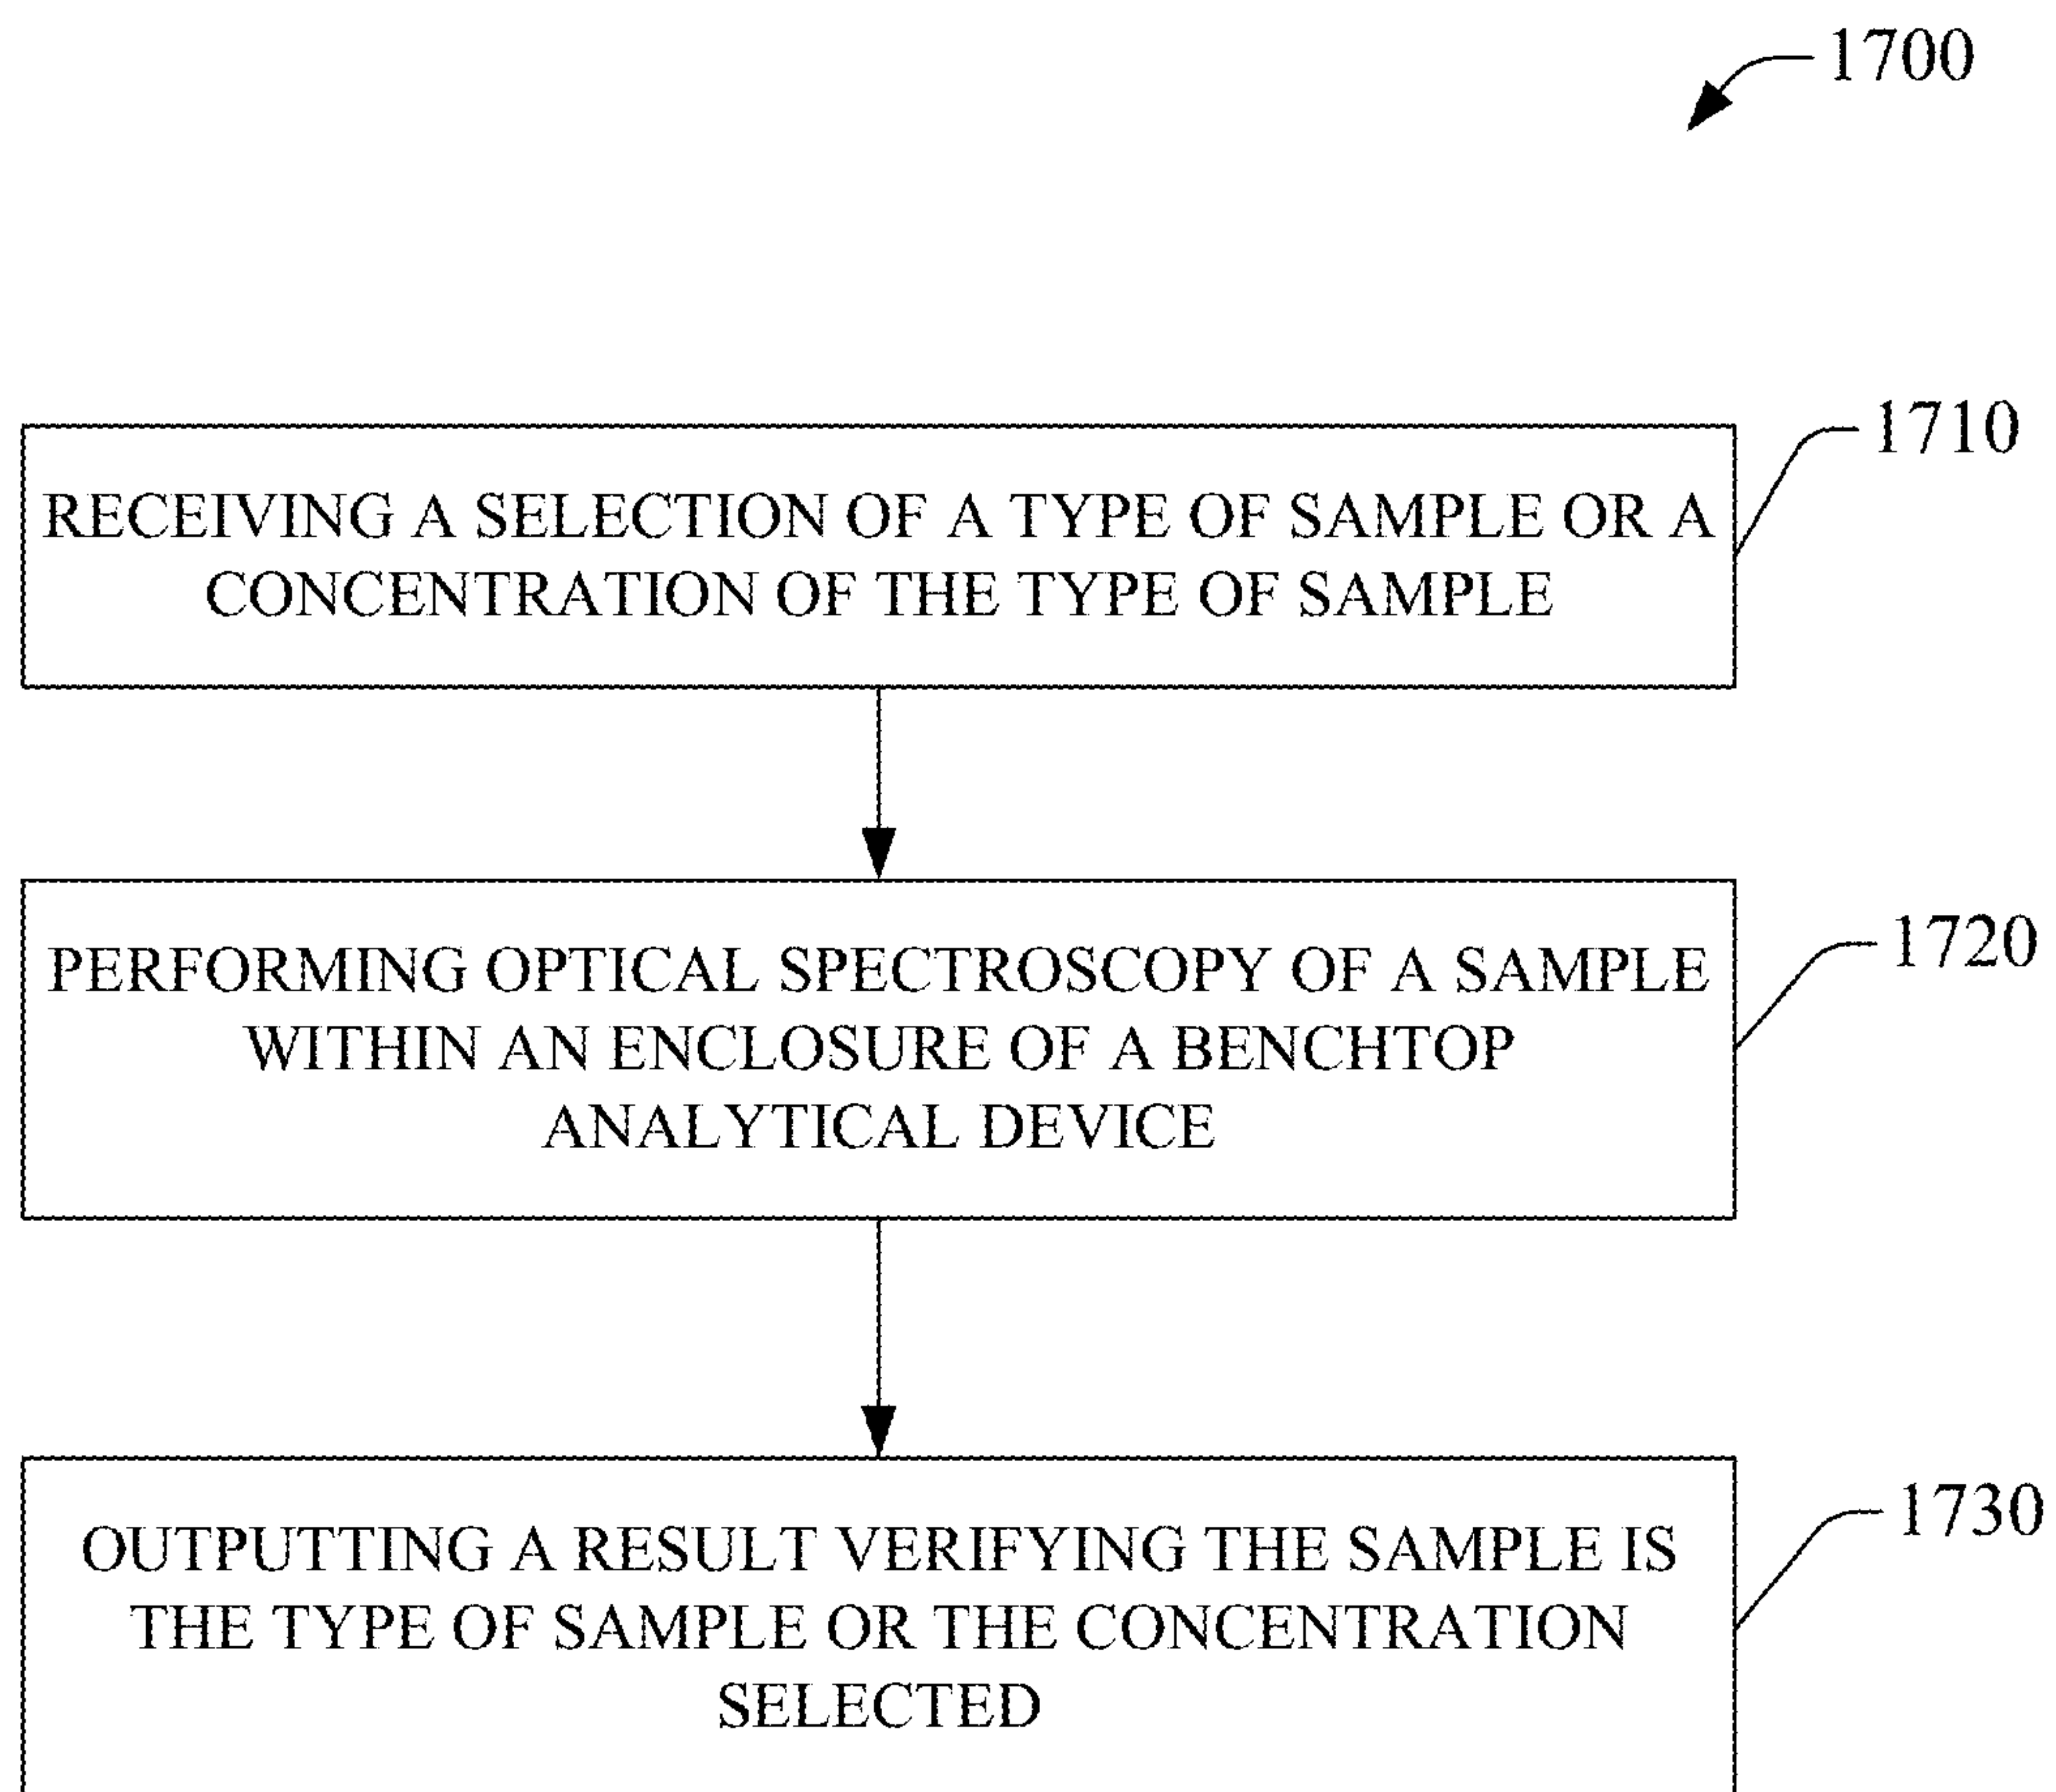 1700
1710
RECEIVING A SELECTION OF A TYPE OF SAMPLE OR A
CONCENTRATION OF THE TYPE OF SAMPLE
1720
PERFORMING OPTICAL SPECTROSCOPY OF A SAMPLE
WITHIN AN ENCLOSURE OF A BENCHTOP
ANALYTICAL DEVICE
1730
OUTPUTTING A RESULT VERIFYING THE SAMPLE IS
THE TYPE OF SAMPLE OR THE CONCENTRATION
SELECTED